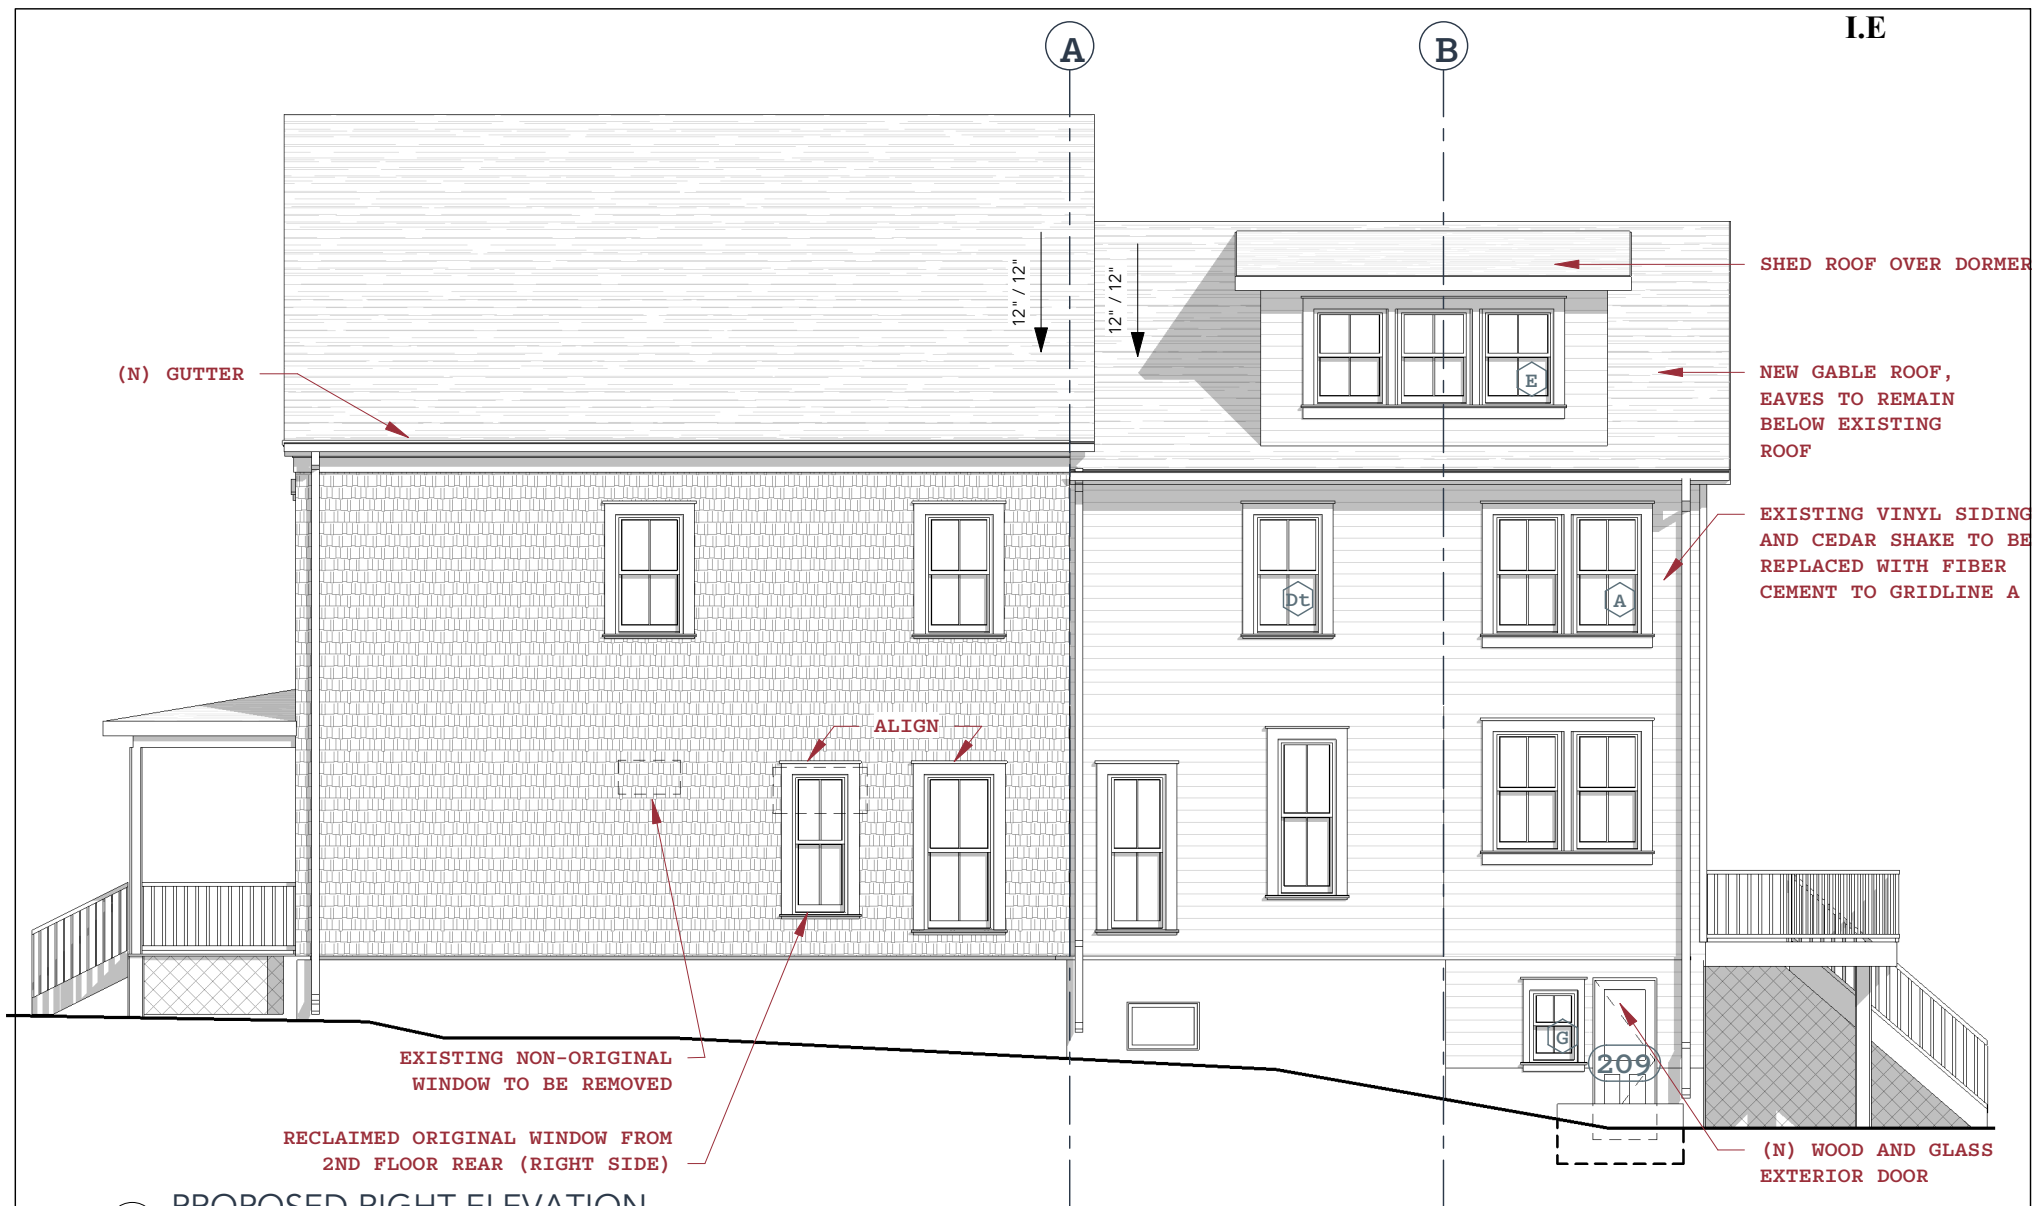 I.E
A
B
12" / 12"
12" / 12"
SHED ROOF OVER DORMER
(N) GUTTER
NEW GABLE ROOF,
EAVES TO REMAIN
BELOW EXISTING
ROOF
E
EXISTING VINYL SIDING
AND CEDAR SHAKE TO BE
REPLACED WITH FIBER
CEMENT TO GRIDLINE A
Dt
A
ALIGN
G
209
EXISTING NON-ORIGINAL
WINDOW TO BE REMOVED
RECLAIMED ORIGINAL WINDOW FROM
2ND FLOOR REAR (RIGHT SIDE)
(N) WOOD AND GLASS
EXTERIOR DOOR
PROPOSED RIGHT ELEVATION